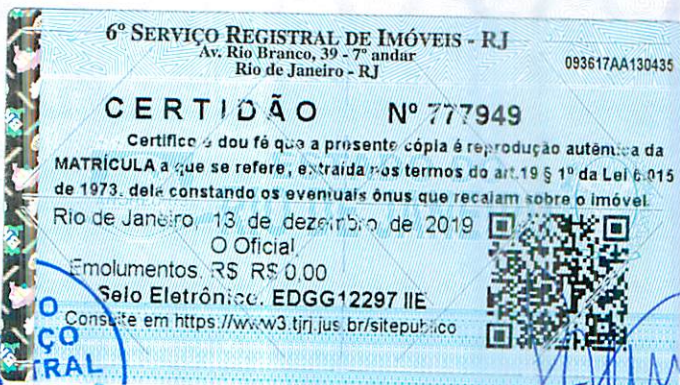 6º SERVIÇO REGISTRAL DE IMÓVEIS - RJ
Av. Rio Branco, 39 - 7º andar
Rio de Janeiro - RJ
093617AA130435
CERTIDÃO Nº 777949
Certifico e dou fé que a presente cópia é reprodução autêntica da
MATRÍCULA a que se refere, extraída nos termos do art.19 § 1º da Lei 6.015
de 1973, dela constando os eventuais ônus que recaiam sobre o imóvel.
Rio de Janeiro, 13 de dezembro de 2019
O Oficial
Emolumentos. R$ R$ 0,00
Selo Eletrônico. EDGG12297 IIE
Consulte em https://www3.tjrj.jus.br/sitepublico
O
ÇO
TRAL